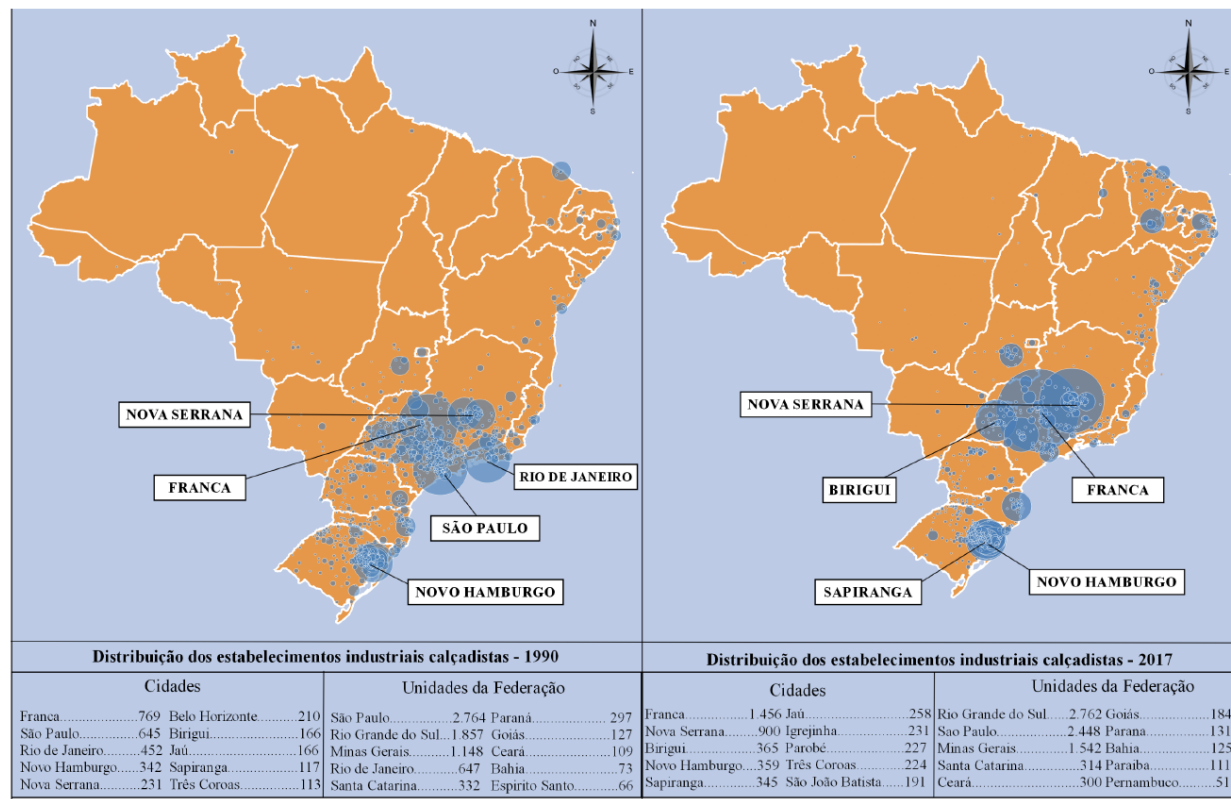 N
O
E
S
NOVA SERRANA
FRANCA
RIO DE JANEIRO
SÃO PAULO
NOVO HAMBURGO
N
O
E
S
NOVA SERRANA
BIRIGUI
FRANCA
SAPIRANGA
NOVO HAMBURGO
Distribuição dos estabelecimentos industriais calçadistas - 1990
Cidades
Franca..............769 Belo Horizonte.........210
São Paulo..........645 Birigui......................166
Rio de Janeiro......452 Jaú..........................166
Novo Hamburgo....342 Sapiranga.................117
Nova Serrana........231 Três Coroas..............113
Unidades da Federação
São Paulo..............2.764 Paraná..................297
Rio Grande do Sul..1.857 Goiás...................127
Minas Gerais..........1.148 Ceará...................109
Rio de Janeiro............647 Bahia....................73
Santa Catarina...........332 Espírito Santo........66
Distribuição dos estabelecimentos industriais calçadistas - 2017
Cidades
Franca................1 456 Jaú.......................258
Nova Serrana.......900 Igrejinha................231
Birigui.................365 Parobé...................227
Novo Hamburgo...359 Três Coroas..........224
Sapiranga............345 São João Batista....191
Unidades da Federação
Rio Grande do Sul..2.762 Goiás................184
Sao Paulo..............2.448 Parana...............131
Minas Gerais.........1.542 Bahia.................125
Santa Catarina..........314 Paraiba...............111
Ceará.......................300 Pernambuco..........51